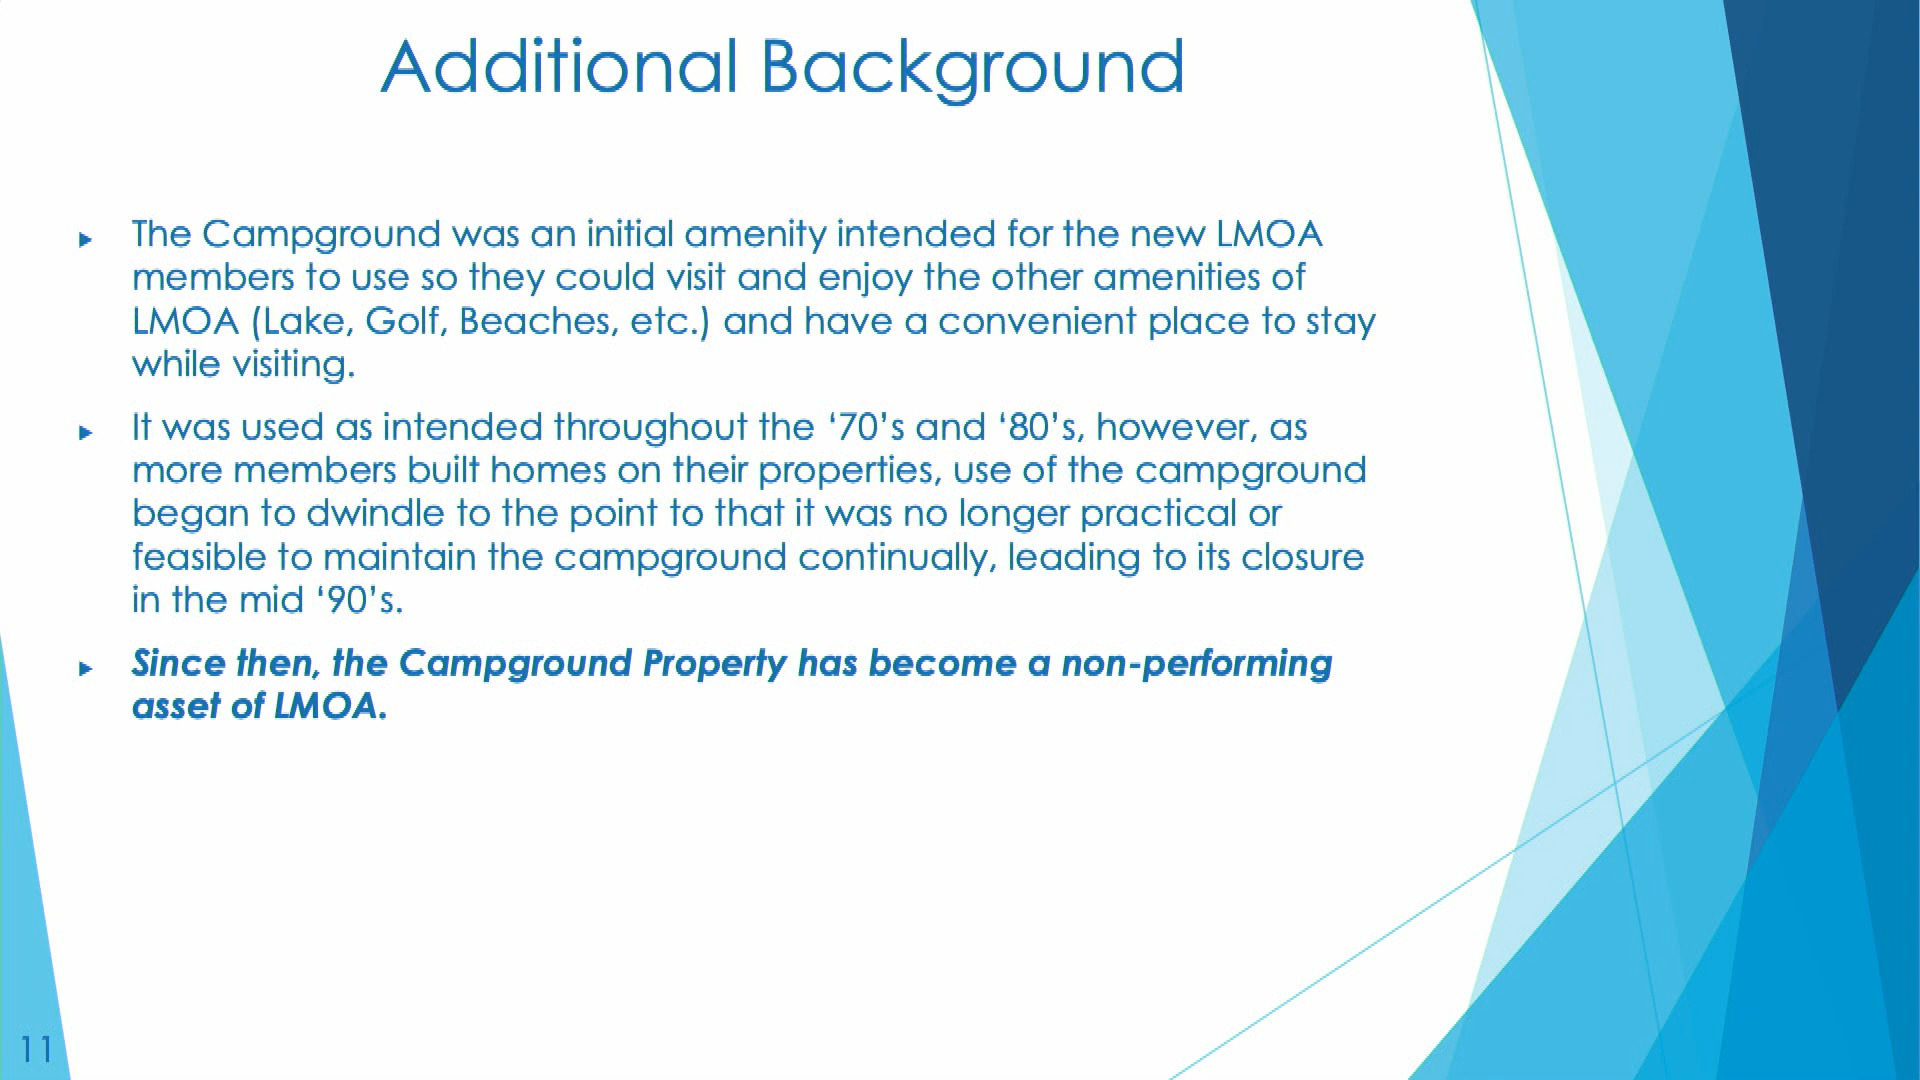 Additional Background
The Campground was an initial amenity intended for the new LMOA
members to use so they could visit and enjoy the other amenities of
LMOA (Lake, Golf, Beaches, etc.) and have a convenient place to stay
while visiting.
It was used as intended throughout the ‘70’s and ‘80’s, however, as
more members built homes on their properties, use of the campground
began to dwindle to the point to that it was no longer practical or
feasible to maintain the campground continually, leading to its closure
in the mid ‘90’s.
Since then, the Campground Property has become a non-performing
asset of LMOA.
11